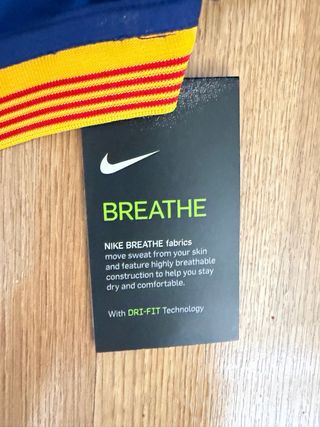 BREATHE
NIKE BREATHE fabrics
move sweat from your skin
and feature highly breathable
construction to help you stay
dry and comfortable.
With DRI-FIT Technology